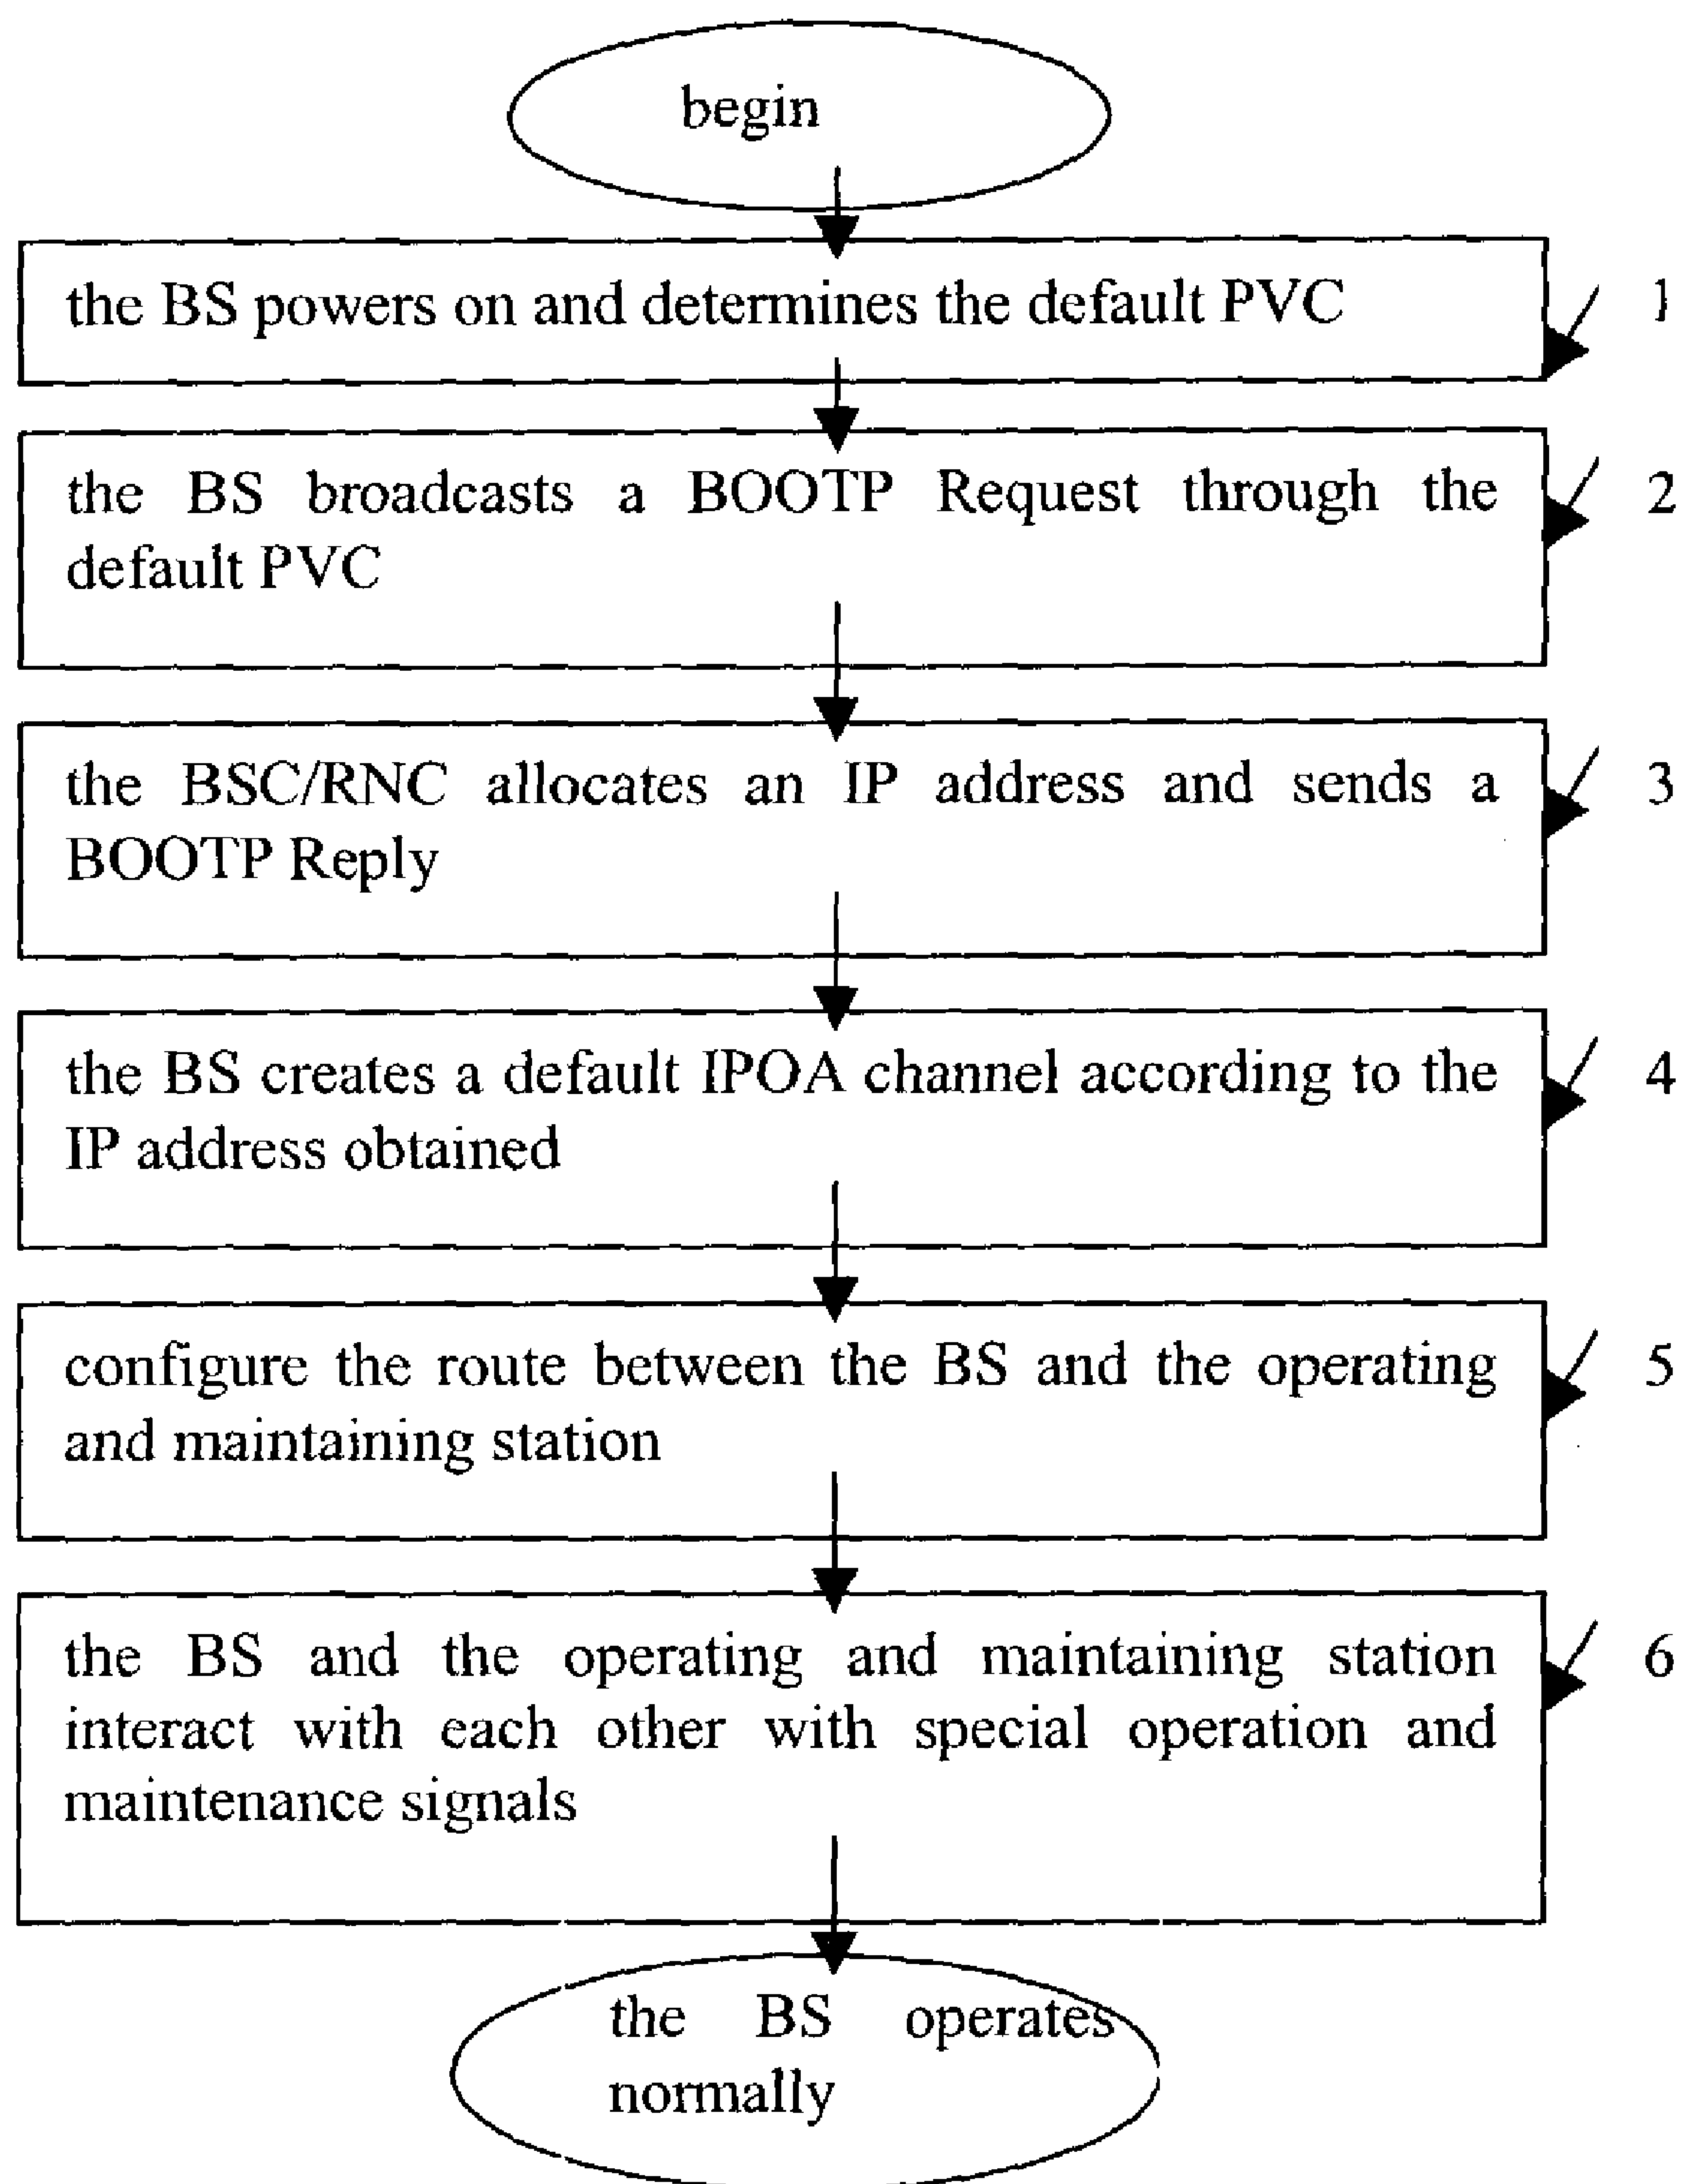 begin
the BS powers on and determines the default PVC
1
the BS broadcasts a BOOTP Request through the
default PVC
2
the BSC/RNC allocates an IP address and sends a
BOOTP Reply
3
the BS creates a default IPOA channel according to the
IP address obtained
4
configure the route between the BS and the operating
and maintaining station
5
the BS and the operating and maintaining station
interact with each other with special operation and
maintenance signals
6
the BS operates
normally